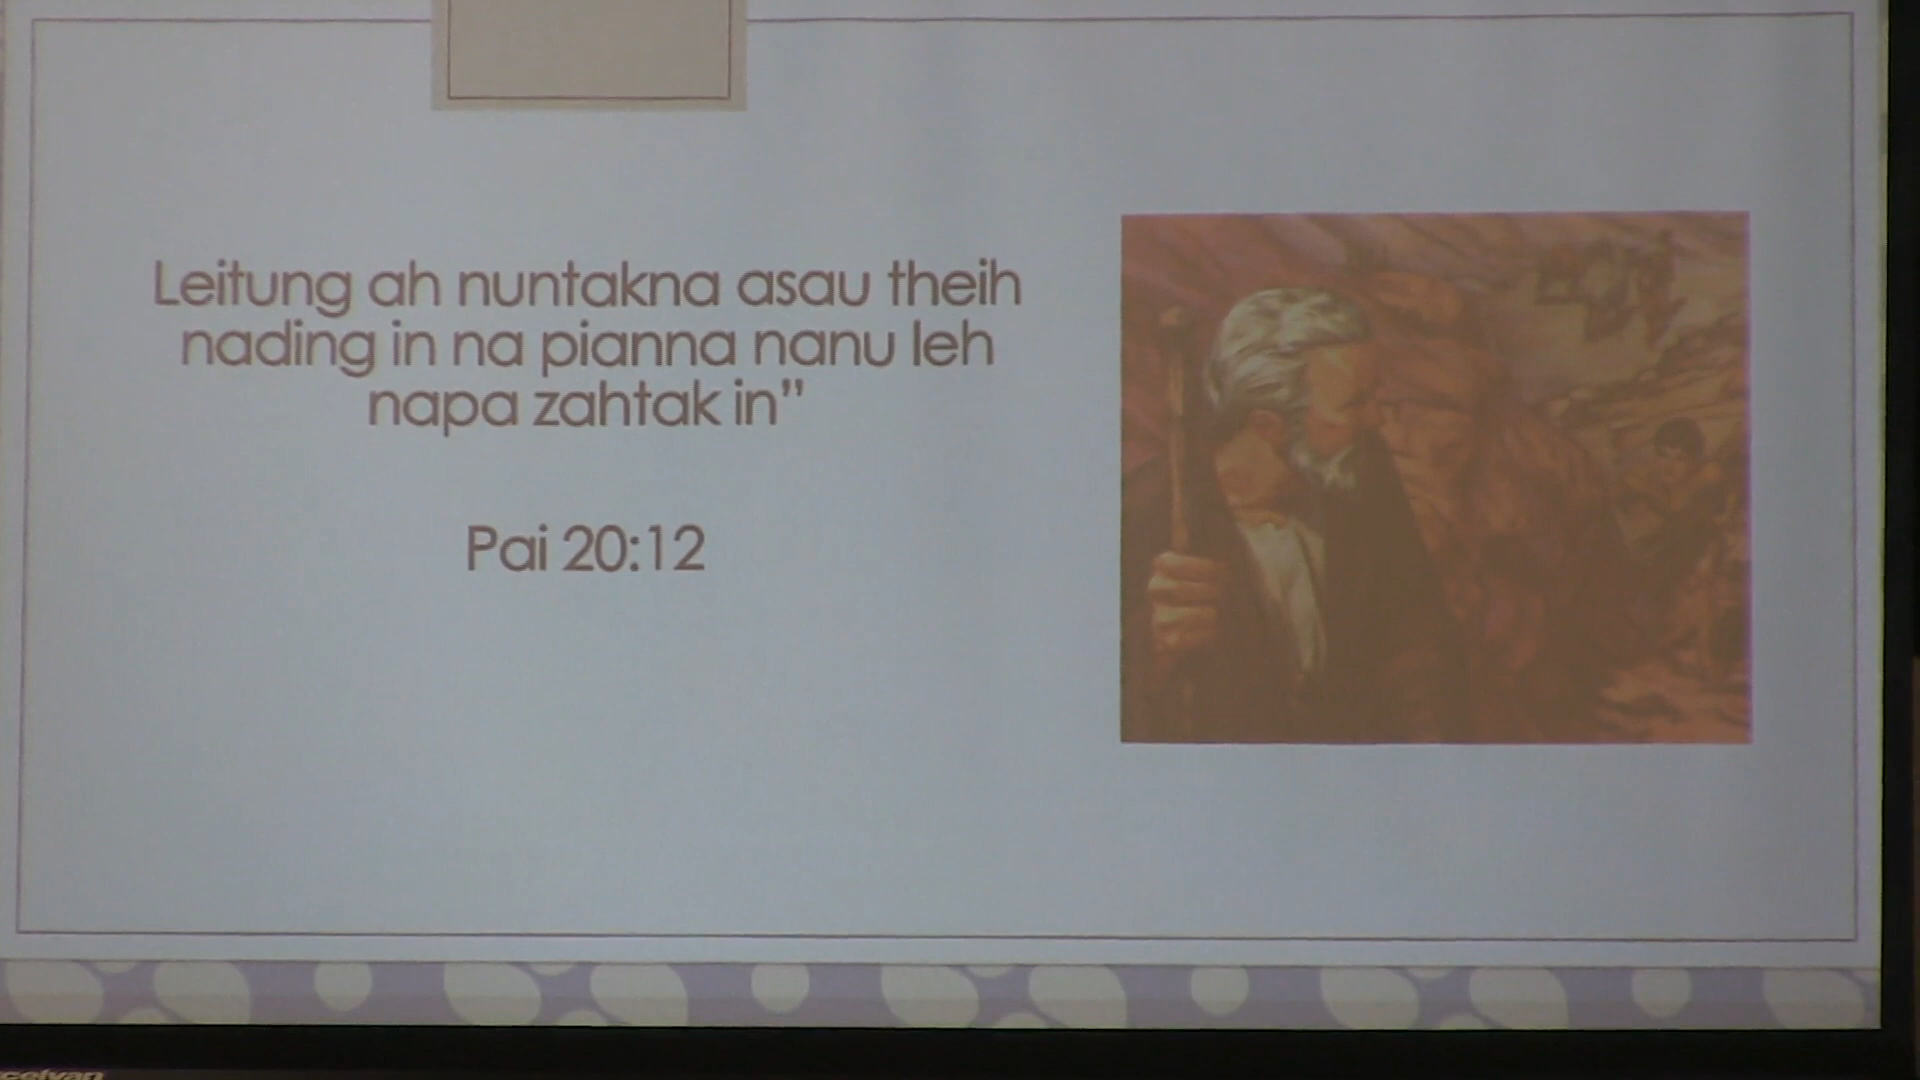 Leitung ah nuntakna asau theih
nading in na pianna nanu leh
napa zahtak in”
Pai 20:12